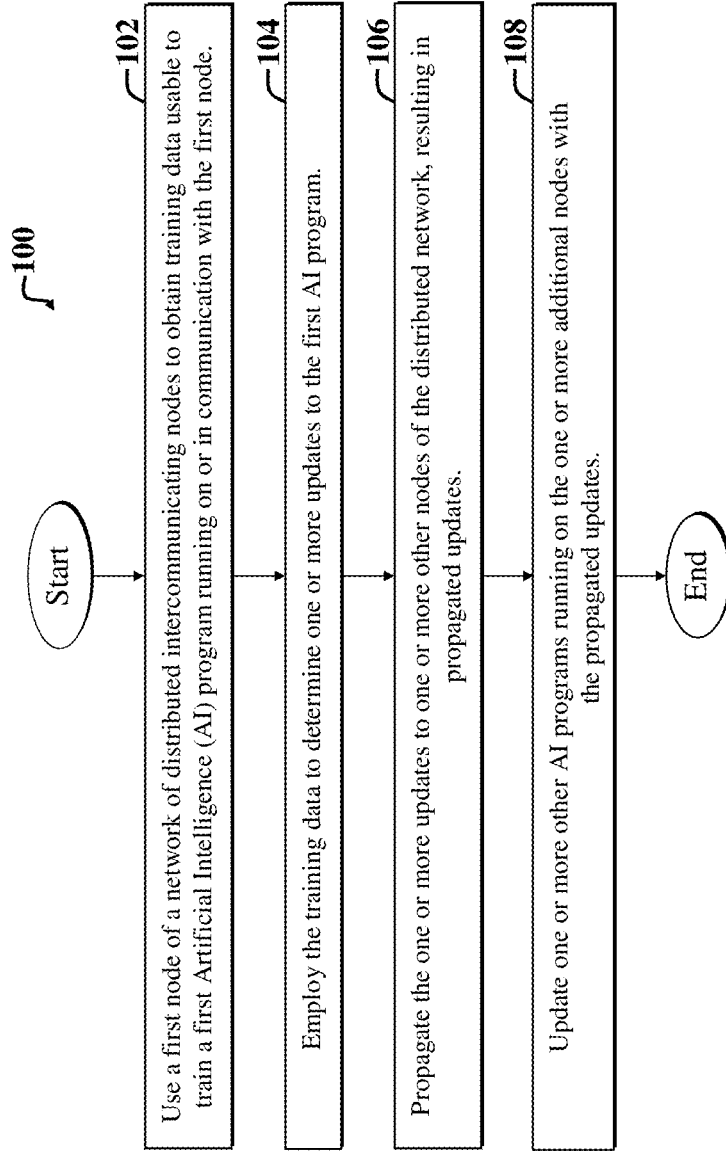 100
Start
102
Use a first node of a network of distributed intercommunicating nodes to obtain training data usable to
train a first Artificial Intelligence (AI) program running on or in communication with the first node.
104
Employ the training data to determine one or more updates to the first AI program.
106
Propagate the one or more updates to one or more other nodes of the distributed network, resulting in
propagated updates.
108
Update one or more other AI programs running on the one or more additional nodes with
the propagated updates.
End